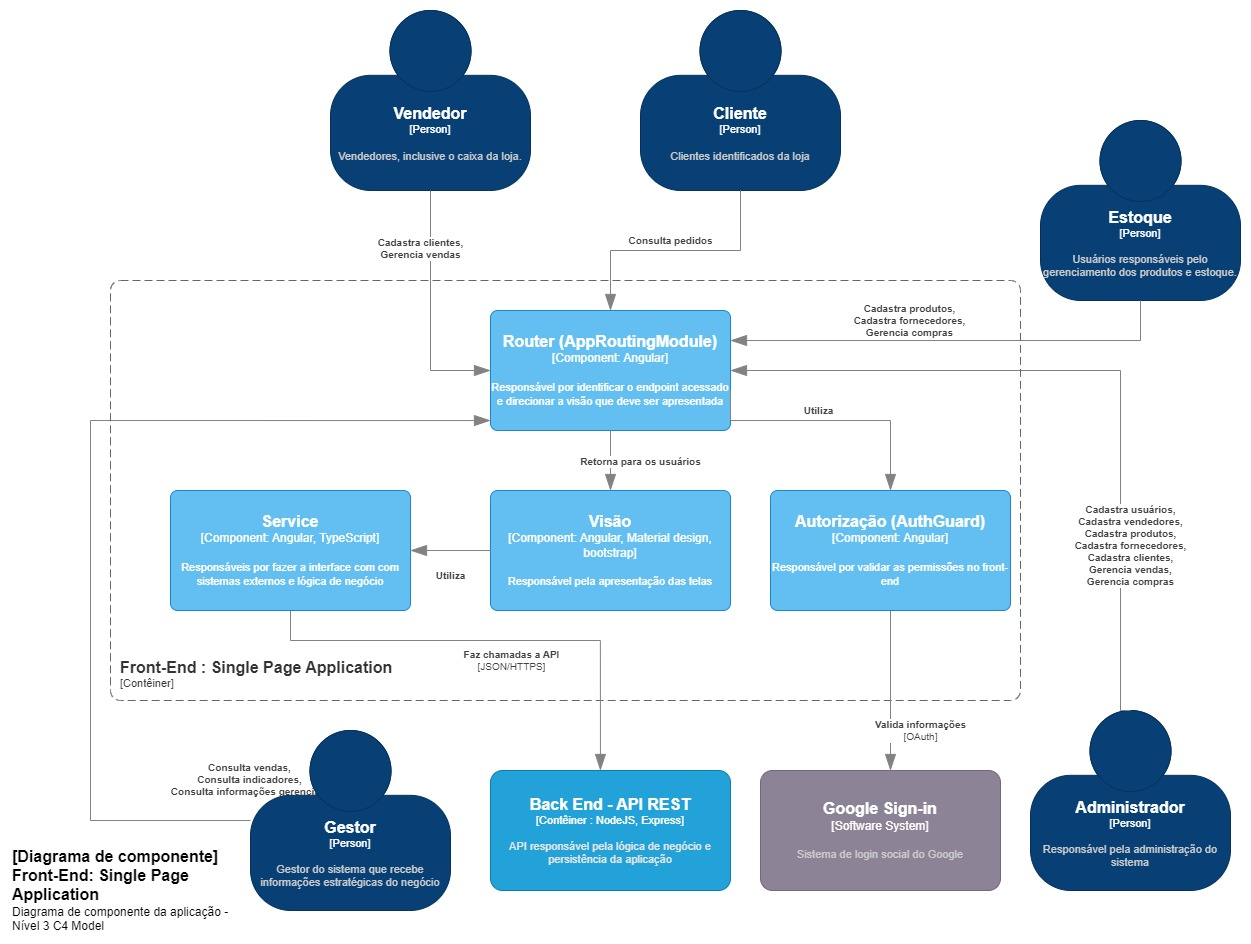 Vendedor
[Person]
Vendedores, inclusive o caixa da loja.
Cliente
[Person]
Clientes identificados da loja
Estoque
[Person]
Usuários responsáveis pelo
gerenciamento dos produtos e estoque.
Cadastra clientes,
Gerencia vendas
Consulta pedidos
Cadastra produtos,
Cadastra fornecedores,
Gerencia compras
Router (AppRoutingModule)
[Component: Angular]
Responsável por identificar o endpoint acessado
e direcionar a visão que deve ser apresentada
Utiliza
Retorna para os usuários
Service
[Component: Angular, TypeScript]
Responsáveis por fazer a interface com com
sistemas externos e lógica de negócio
Utiliza
Visão
[Component: Angular, Material design,
bootstrap]
Responsável pela apresentação das telas
Autorização (AuthGuard)
[Component: Angular]
Responsável por validar as permissões no front-
end
Cadastra usuários,
Cadastra vendedores,
Cadastra produtos,
Cadastra fornecedores,
Cadastra clientes,
Gerencia vendas,
Gerencia compras
Faz chamadas a API
[JSON/HTTPS]
Front-End : Single Page Application
[Contêiner]
Valida informações
[OAuth]
Consulta vendas,
Consulta indicadores,
Consulta informações
Gestor
[Person]
Gestor do sistema que recebe
informações estratégicas do negócio
Back End - API REST
[Contêiner : NodeJS, Express]
API responsável pela lógica de negócio e
persistência da aplicação
Google Sign-in
[Software System]
Sistema de login social do Google
Administrador
[Person]
Responsável pela administração do
sistema
[Diagrama de componente]
Front-End: Single Page
Application
Diagrama de componente da aplicação -
Nível 3 C4 Model